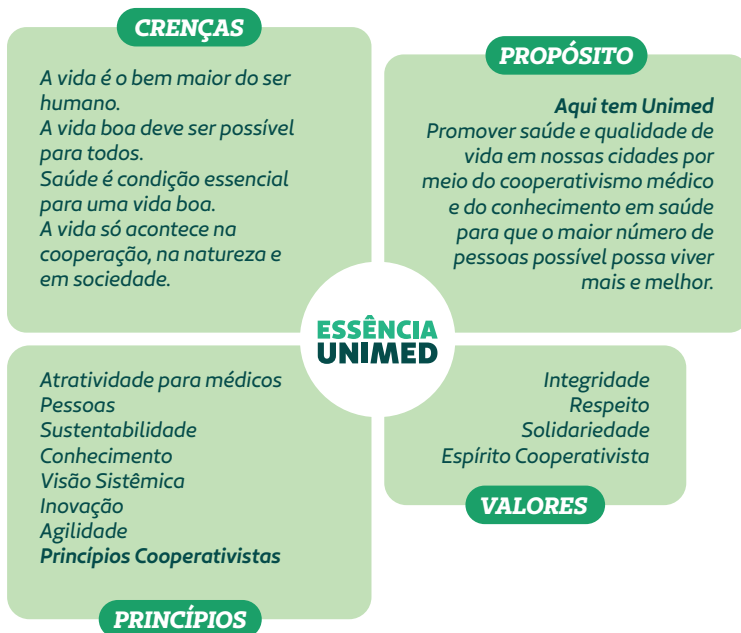 CRENÇAS
A vida é o bem maior do ser
humano.
A vida boa deve ser possível
para todos.
Saúde é condição essencial
para uma vida boa.
A vida só acontece na
cooperação, na natureza e
em sociedade.
PROPÓSITO
Aqui tem Unimed
Promover saúde e qualidade de
vida em nossas cidades por
meio do cooperativismo médico
e do conhecimento em saúde
para que o maior número de
pessoas possível possa viver
mais e melhor.
ESSÊNCIA
UNIMED
Atratividade para médicos
Pessoas
Sustentabilidade
Conhecimento
Visão Sistêmica
Inovação
Agilidade
Princípios Cooperativistas
PRINCÍPIOS
Integridade
Respeito
Solidariedade
Espírito Cooperativista
VALORES